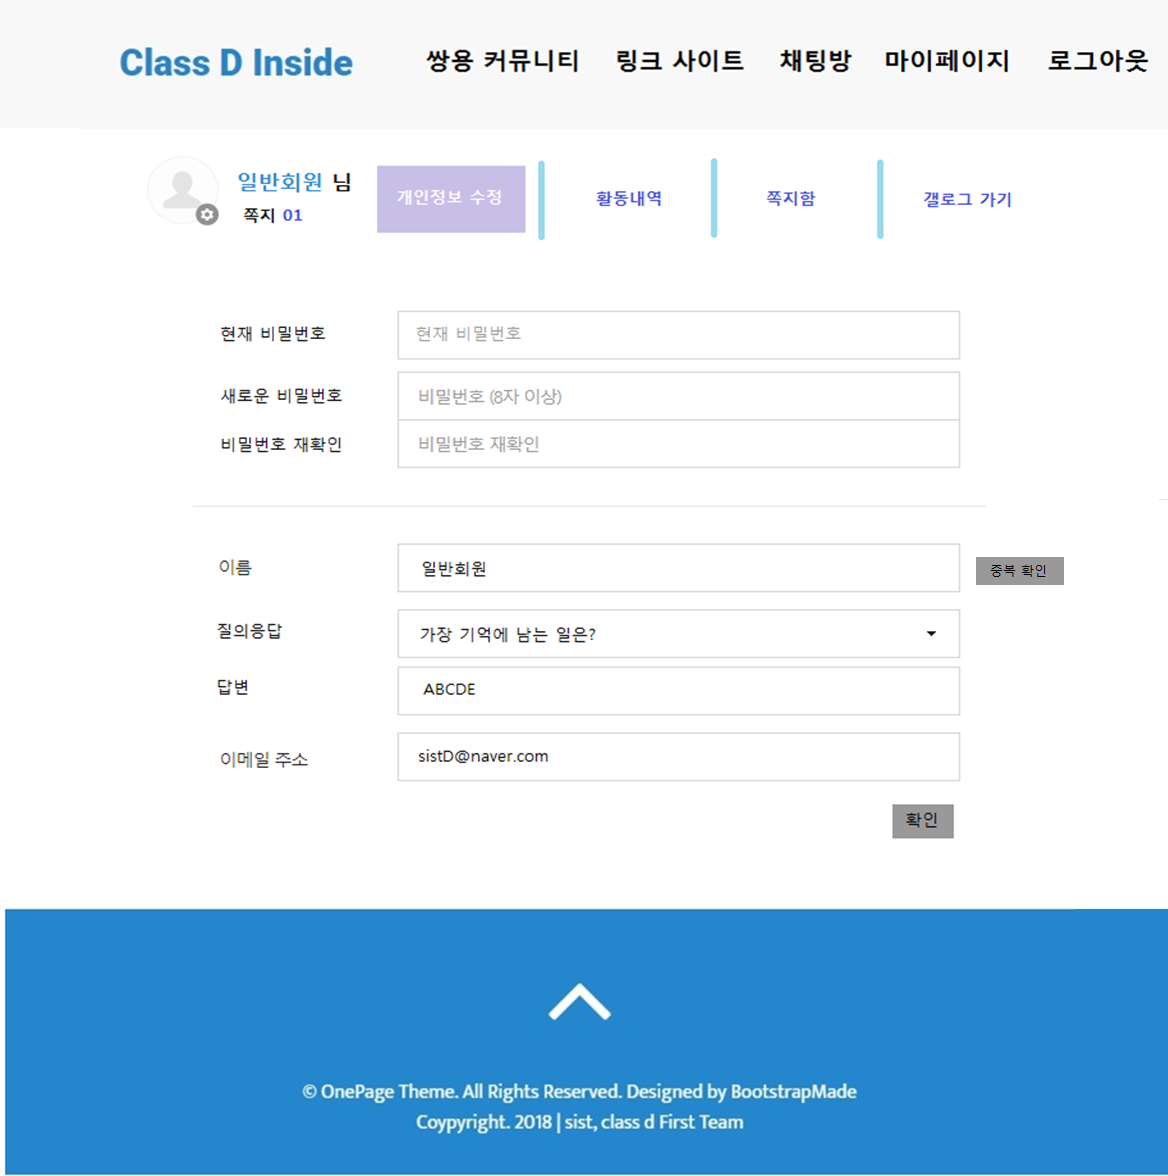 Class D Inside 쌍용 커뮤니티 링크 사이트 채팅방 마이페이지 로그아웃
일반회원 님
쪽지 01
개인정보 수정 활동내역 쪽지함 갤로그 가기
현재 비밀번호 현재 비밀번호
새로운 비밀번호 비밀번호 (8자 이상)
비밀번호 재확인 비밀번호 재확인
이름 일반회원 중복 확인
질의응답 가장 기억에 남는 일은?
답변 ABCDE
이메일 주소 sistD@naver.com
확인
© OnePage Theme. All Rights Reserved. Designed by BootstrapMade
Coypyright. 2018 | sist, class d First Team